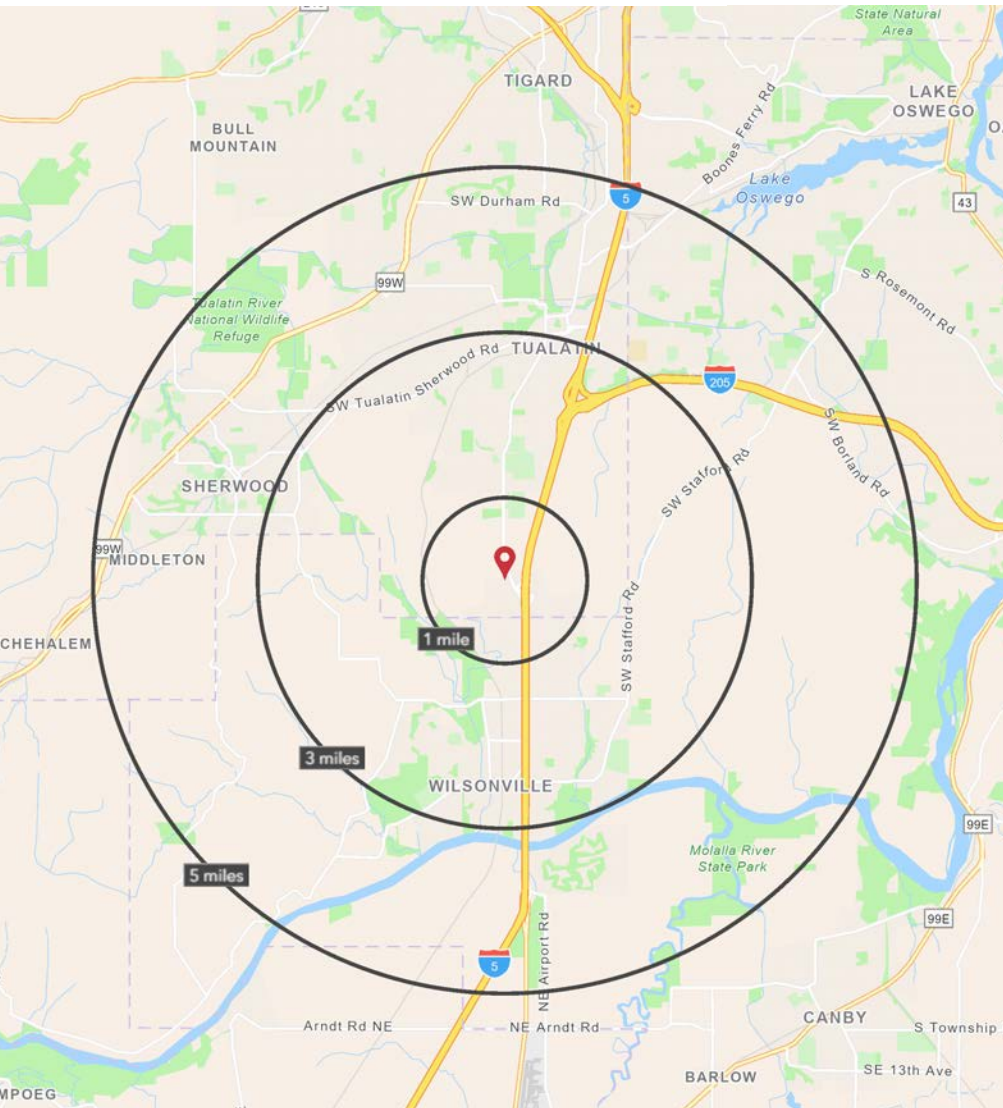 State Natural
Area
TIGARD
LAKE
OSWEGO
BULL
MOUNTAIN
Boones Ferry Rd
Lake
Oswego
5
SW Durham Rd
43
99W
S Rosemont Rd
Tualatin River
National Wildlife
Refuge
TUALATIN
SW Tualatin Sherwood Rd
205
SW Borland Rd
SW Stafford Rd
SHERWOOD
99W
MIDDLETON
SW Stafford Rd
CHEHALEM
1 mile
3 miles
WILSONVILLE
99E
Molalla River
State Park
5 miles
99E
NE Airport Rd
5
CANBY
Arndt Rd NE
NE Arndt Rd
S Township
SE 13th Ave
BARLOW
MPOEG